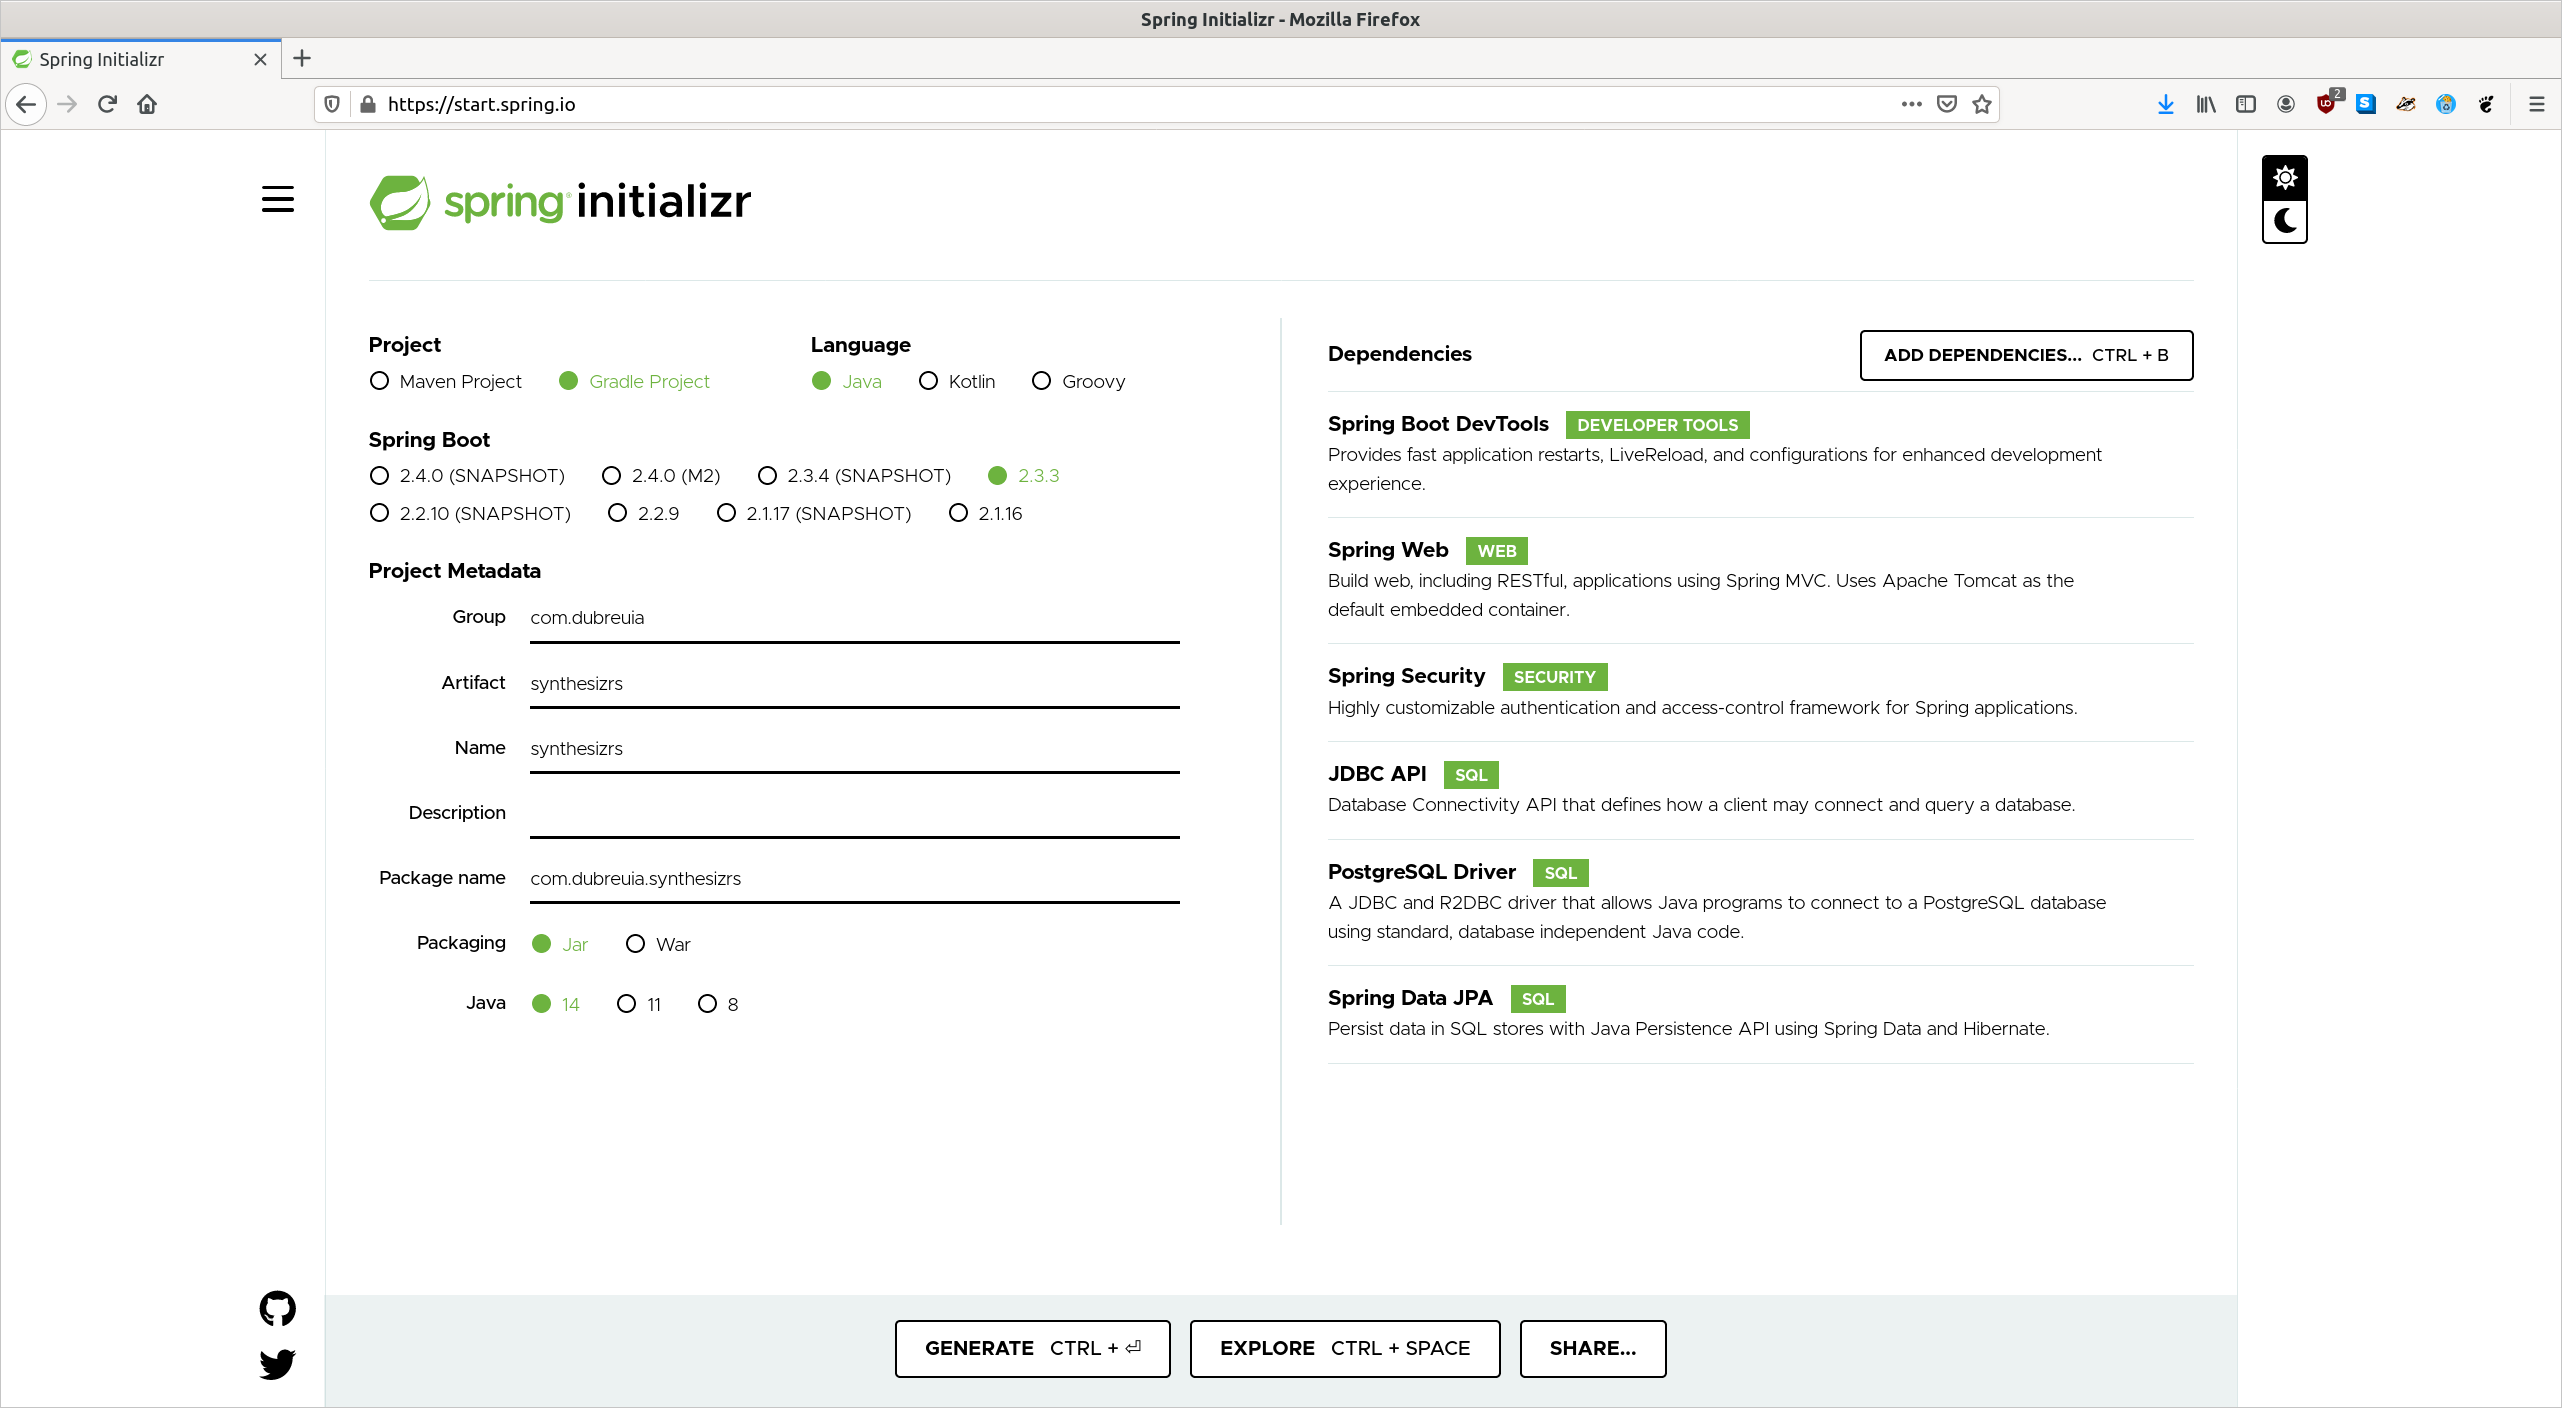 Spring Initializr - Mozilla Firefox
Spring Initializr
https://start.spring.io
2
spring initializr
Project
Maven Project Gradle Project
Language
Java Kotlin Groovy
Spring Boot
2.4.0 (SNAPSHOT) 2.4.0 (M2) 2.3.4 (SNAPSHOT) 2.3.3
2.2.10 (SNAPSHOT) 2.2.9 2.1.17 (SNAPSHOT) 2.1.16
Project Metadata
Group com.dubreuia
Artifact synthesizrs
Name synthesizrs
Description
Package name com.dubreuia.synthesizrs
Packaging Jar War
Java 14 11 8
Dependencies
ADD DEPENDENCIES... CTRL + B
Spring Boot DevTools DEVELOPER TOOLS
Provides fast application restarts, LiveReload, and configurations for enhanced development
experience.
Spring Web WEB
Build web, including RESTful, applications using Spring MVC. Uses Apache Tomcat as the
default embedded container.
Spring Security SECURITY
Highly customizable authentication and access-control framework for Spring applications.
JDBC API SQL
Database Connectivity API that defines how a client may connect and query a database.
PostgreSQL Driver SQL
A JDBC and R2DBC driver that allows Java programs to connect to a PostgreSQL database
using standard, database independent Java code.
Spring Data JPA SQL
Persist data in SQL stores with Java Persistence API using Spring Data and Hibernate.
GENERATE CTRL + ⏎
EXPLORE CTRL + SPACE
SHARE...